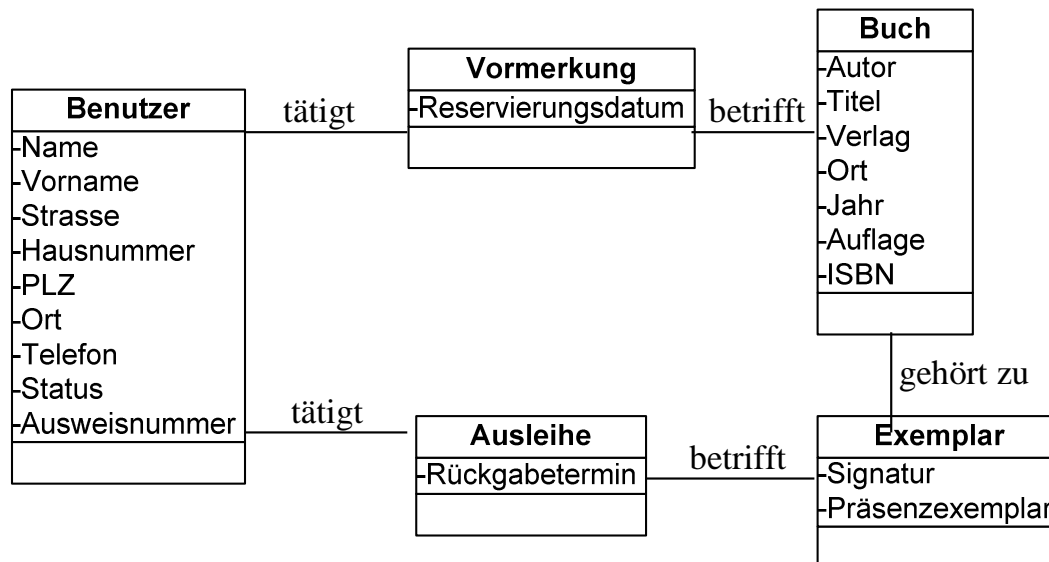 Benutzer
-Name
-Vorname
-Strasse
-Hausnummer
-PLZ
-Ort
-Telefon
-Status
-Ausweisnummer
tätigt
Vormerkung
-Reservierungsdatum
betrifft
Buch
-Autor
-Titel
-Verlag
-Ort
-Jahr
-Auflage
-ISBN
gehört zu
tätigt
Ausleihe
-Rückgabetermin
betrifft
Exemplar
-Signatur
-Präsenzexemplar